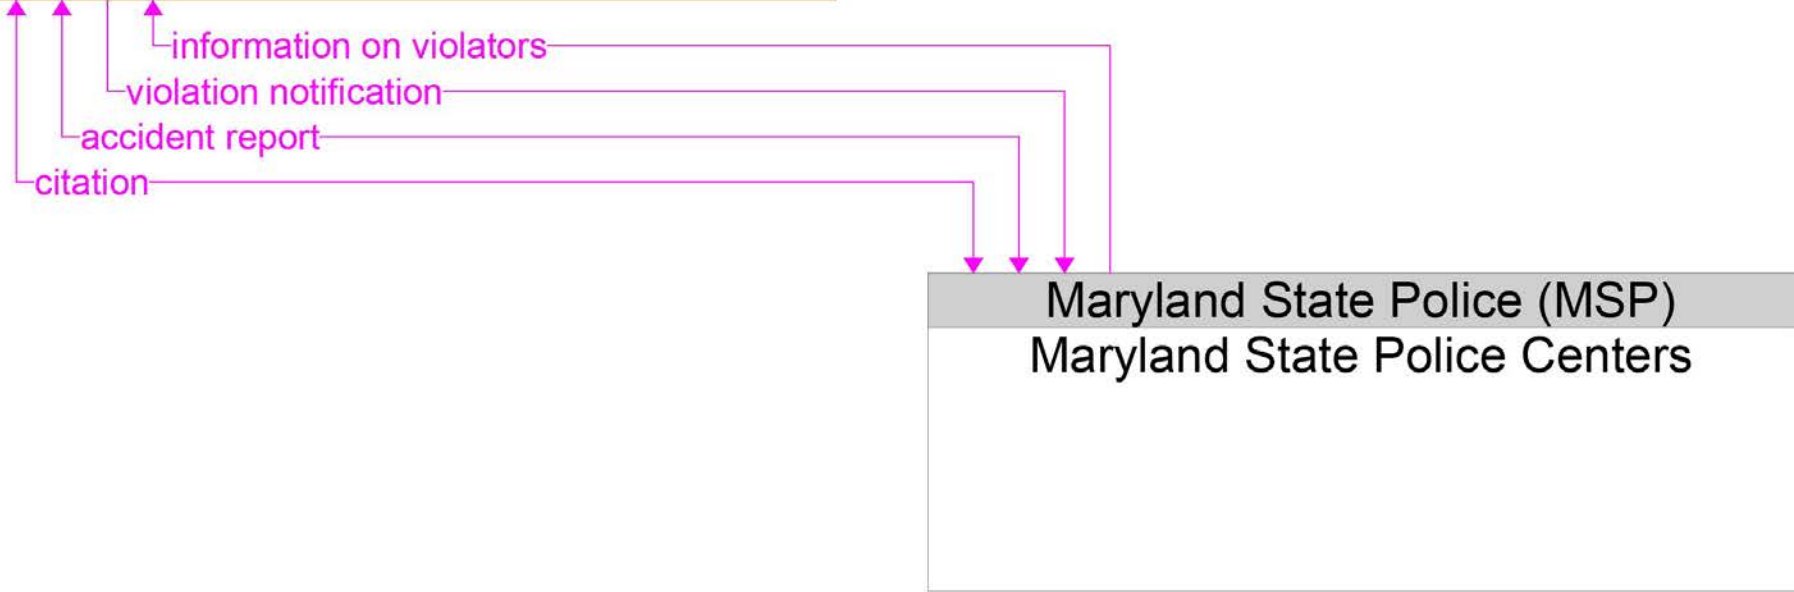 information on violators
violation notification
accident report
citation
Maryland State Police (MSP)
Maryland State Police Centers